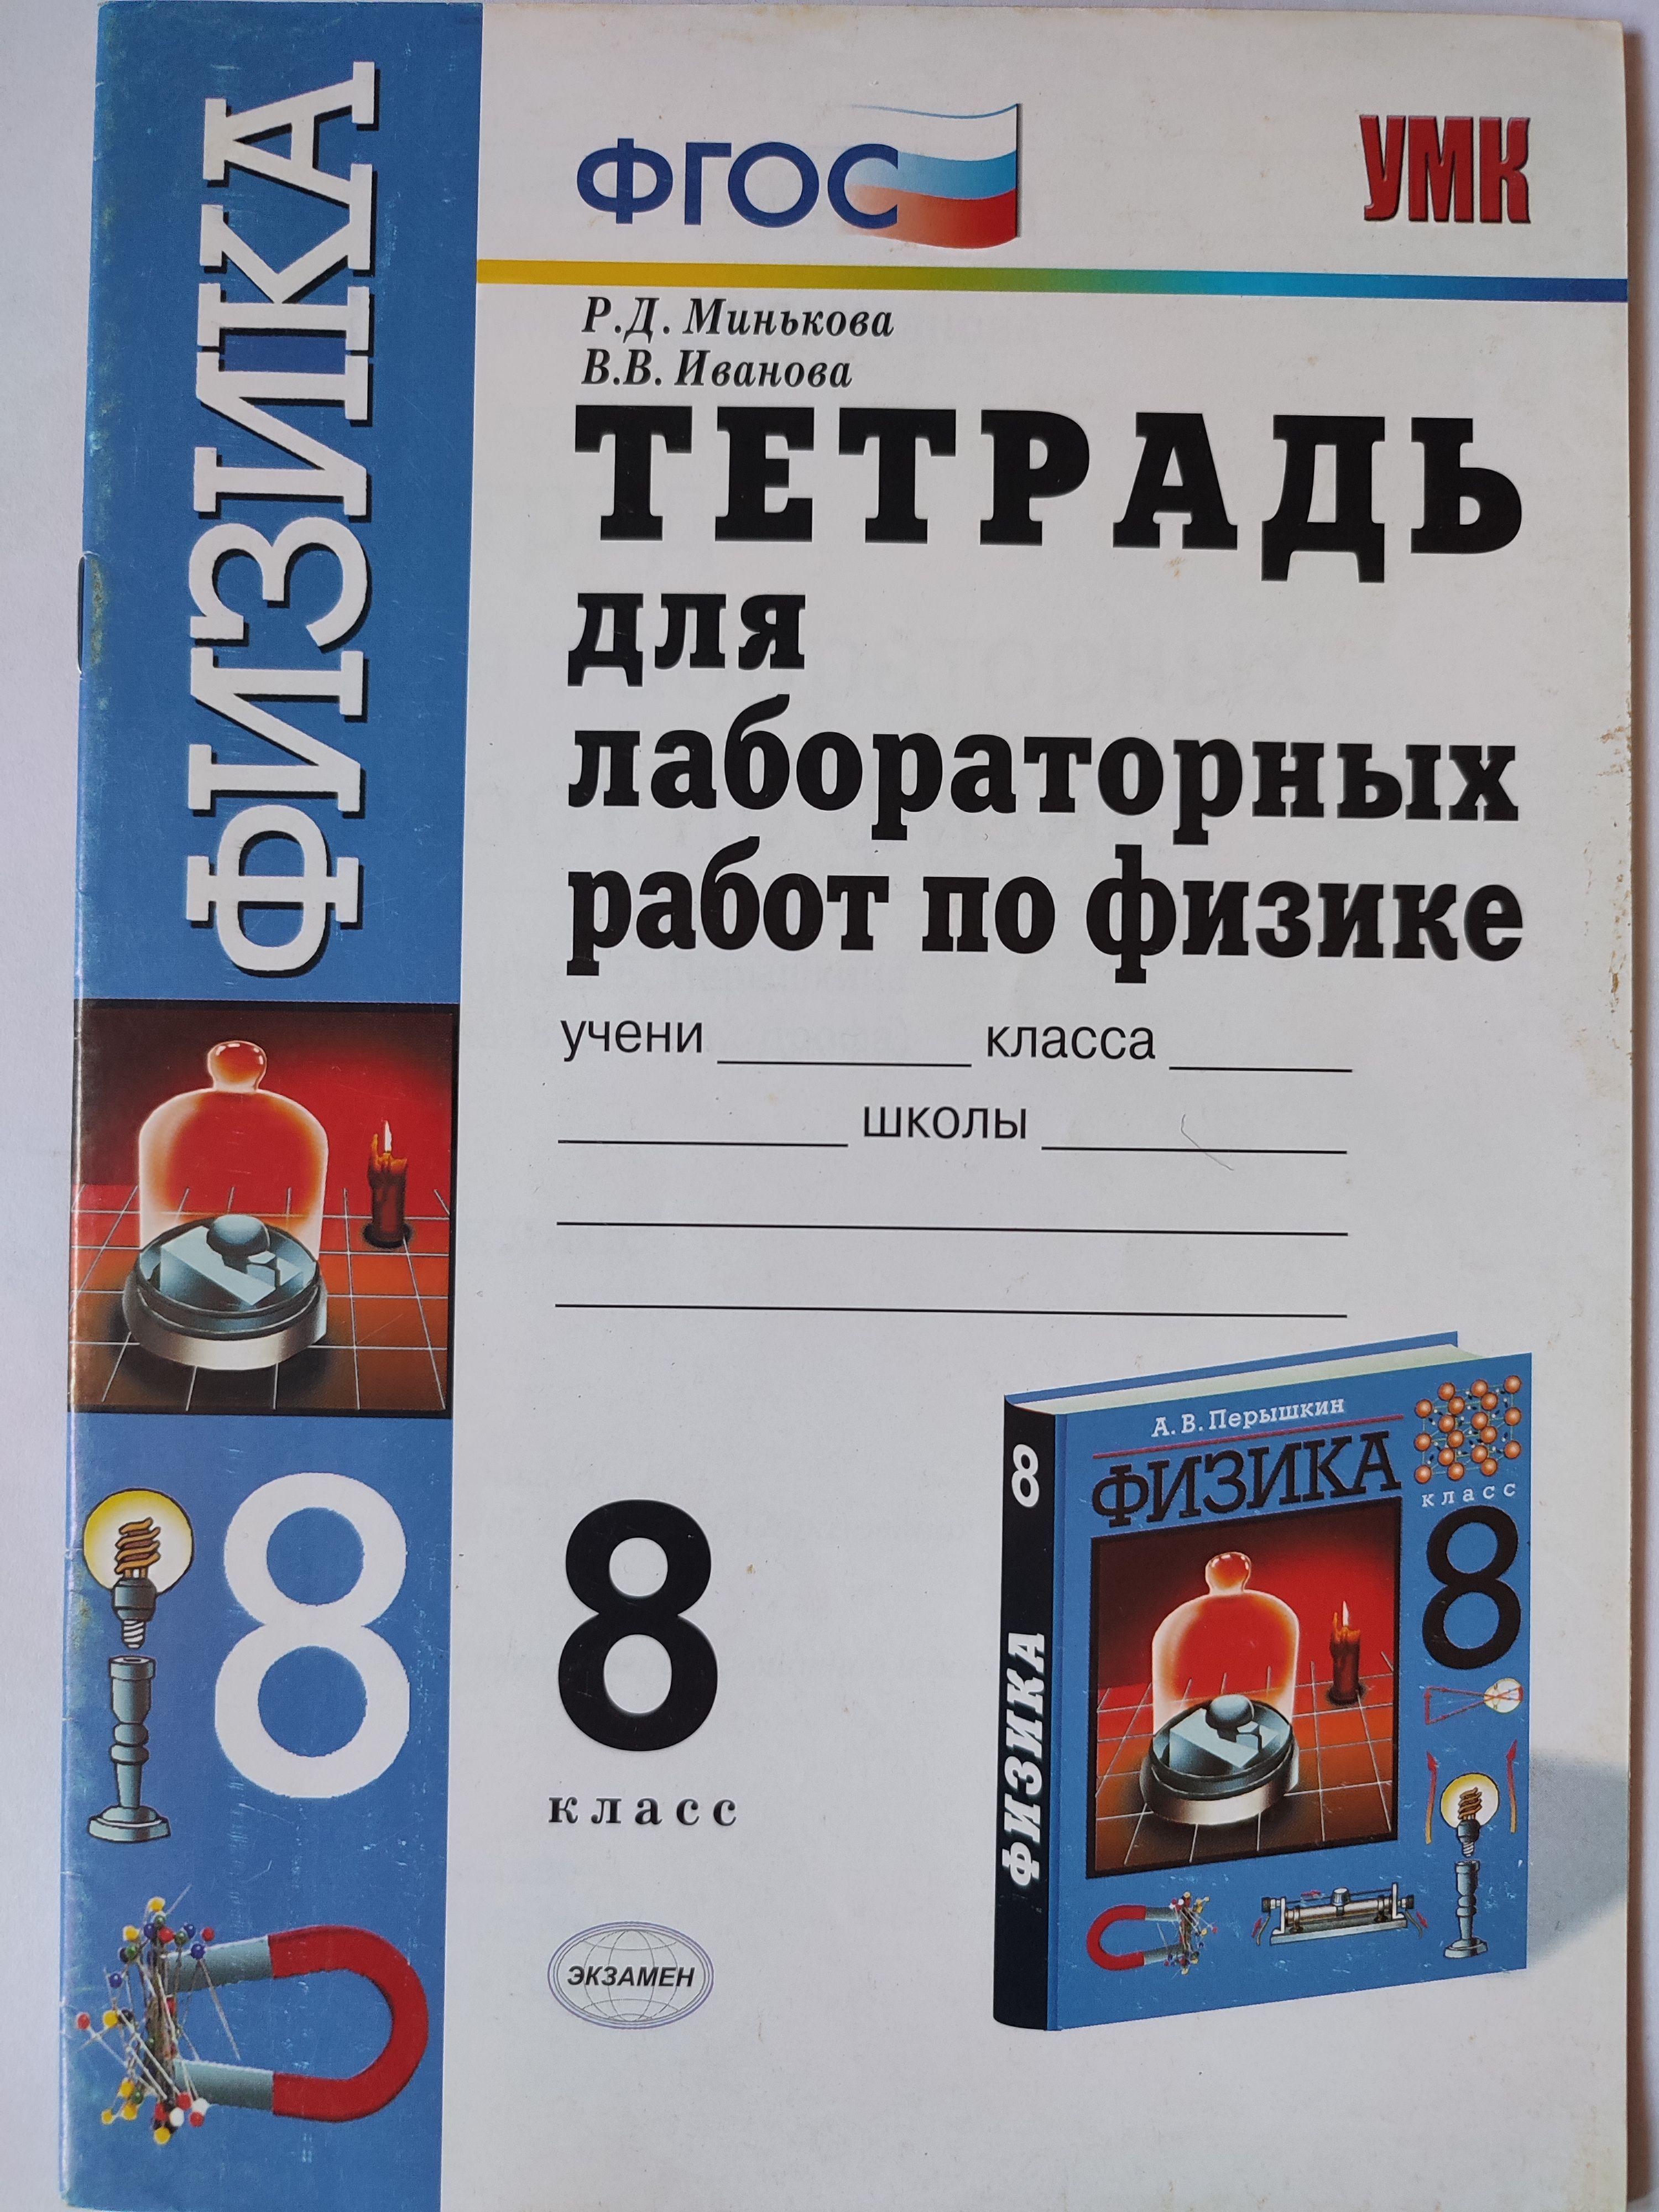 ФИЗИКА
8
ФГОС
УМК
Р.Д. Минькова
В.В. Иванова
ТЕТРАДЬ
для
лабораторных
работ по физике
учени класса
школы
8
класс
ЭКЗАМЕН
ФИЗИКА 8
А. В. Перышкин
ФИЗИКА
класс
8